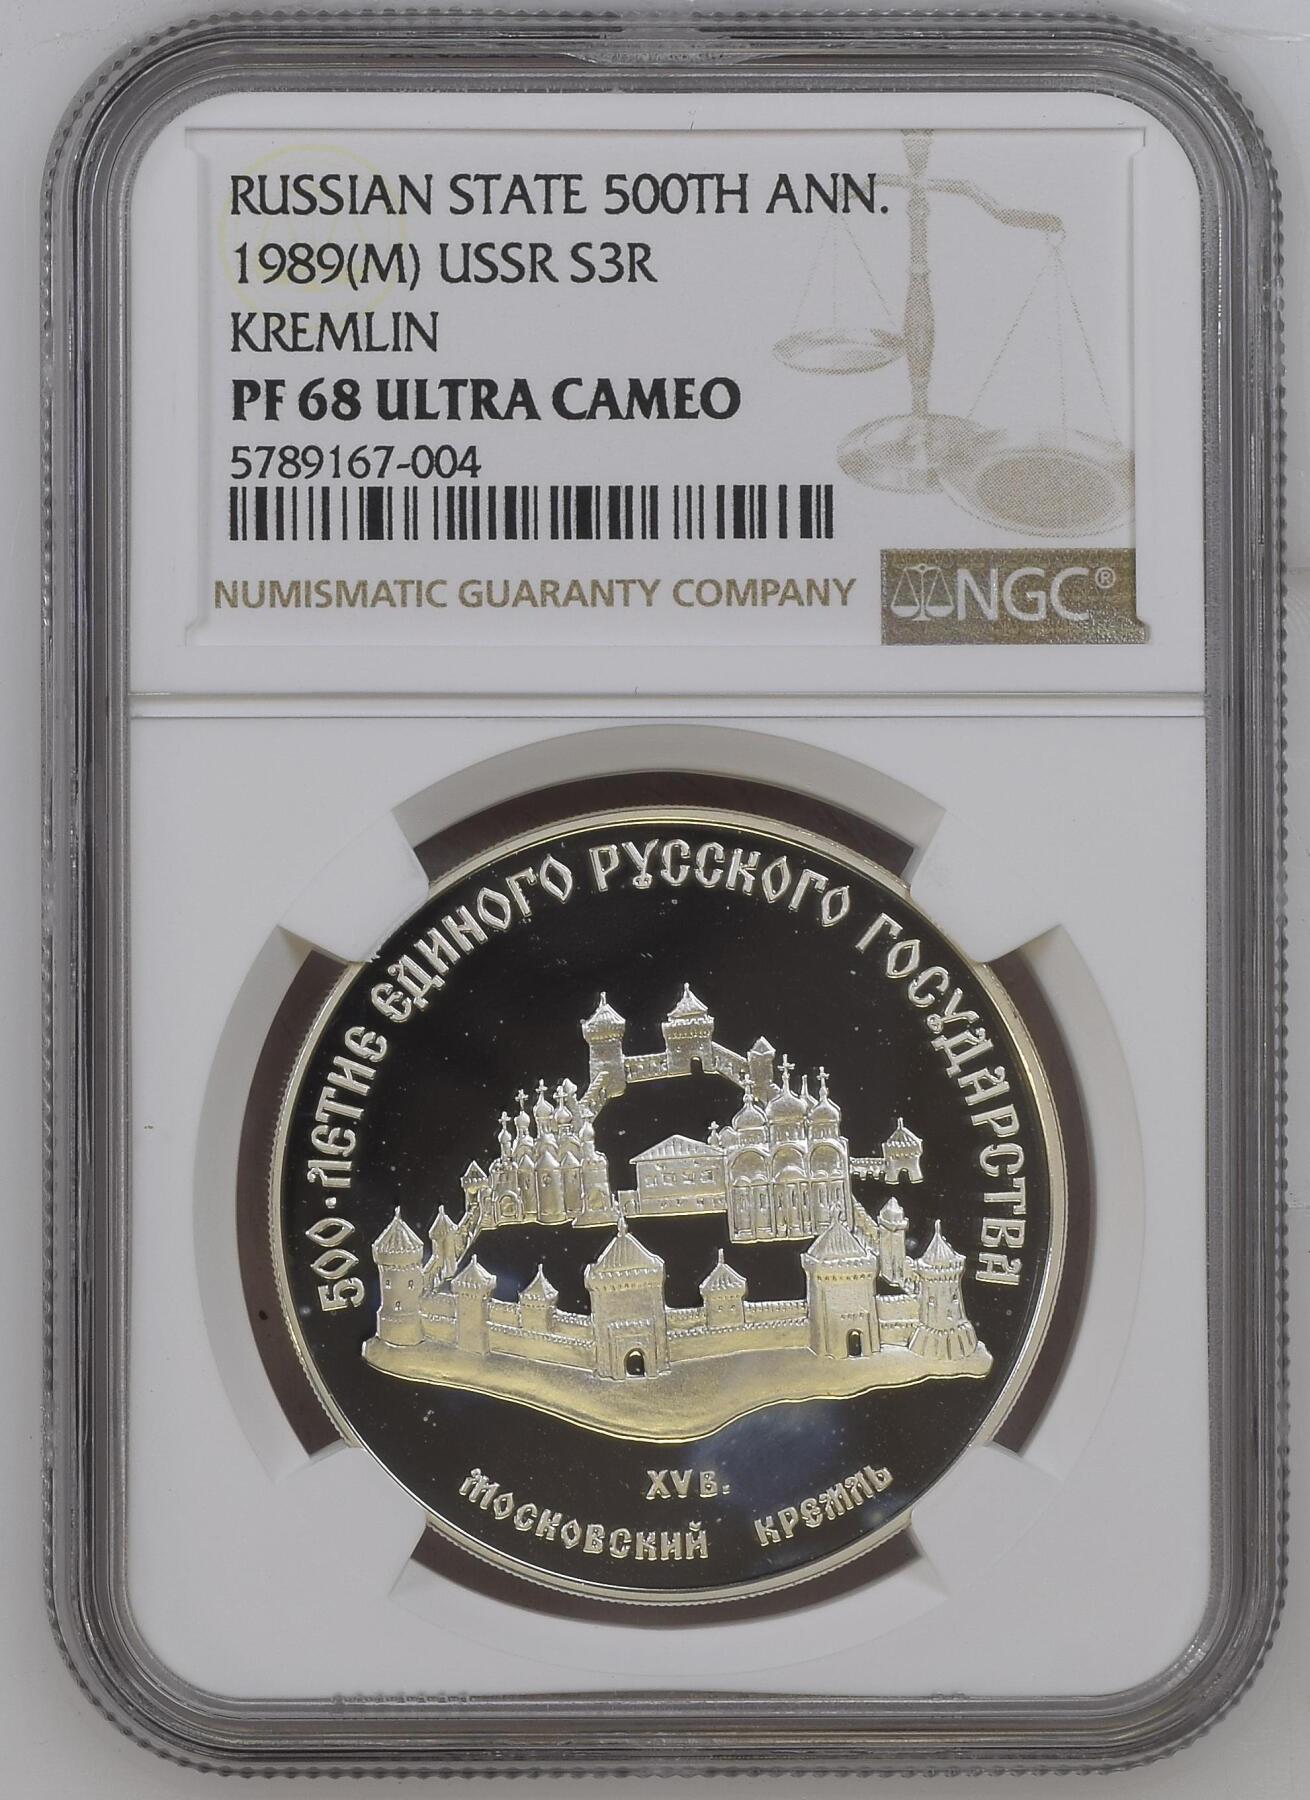 RUSSIAN STATE 500TH ANN.
1989(M) USSR S3R
KREMLIN
PF 68 ULTRA CAMEO
5789167-004
NUMISMATIC GUARANTY COMPANY
NGC®
500·ЛЕТИЕ ЕДИНОГО РУССКОГО ГОСУДАРСТВА
XV В.
МОСКОВСКИЙ КРЕМЛЬ